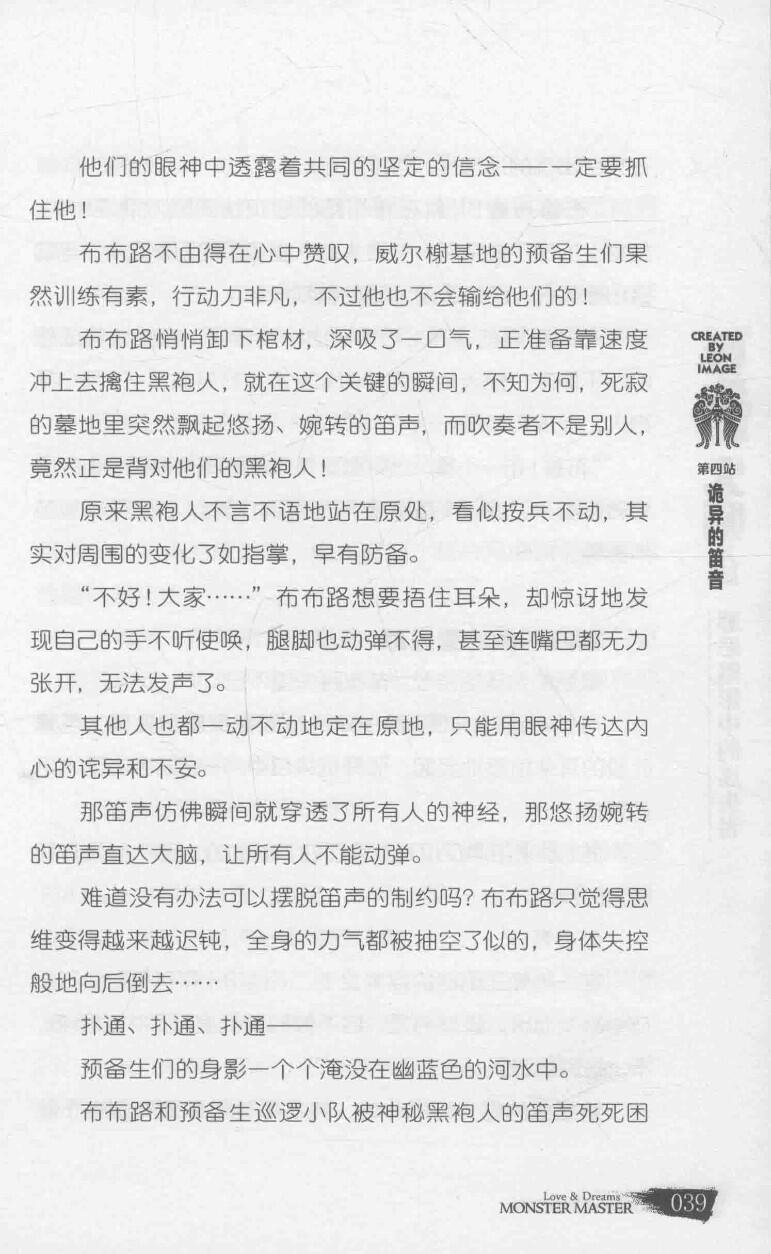 他们的眼神中透露着共同的坚定的信念——一定要抓
住他！
布布路不由得在心中赞叹，威尔榭基地的预备生们果
然训练有素，行动力非凡，不过他也不会输给他们的！
布布路悄悄卸下棺材，深吸了一口气，正准备靠速度
冲上去擒住黑袍人，就在这个关键的瞬间，不知为何，死寂
的墓地里突然飘起悠扬、婉转的笛声，而吹奏者不是别人，
竟然正是背对他们的黑袍人！
原来黑袍人不言不语地站在原处，看似按兵不动，其
实对周围的变化了如指掌，早有防备。
“不好！大家……”布布路想要捂住耳朵，却惊讶地发
现自己的手不听使唤，腿脚也动弹不得，甚至连嘴巴都无力
张开，无法发声了。
其他人也都一动不动地定在原地，只能用眼神传达内
心的诧异和不安。
那笛声仿佛瞬间就穿透了所有人的神经，那悠扬婉转
的笛声直达大脑，让所有人不能动弹。
难道没有办法可以摆脱笛声的制约吗？布布路只觉得思
维变得越来越迟钝，全身的力气都被抽空了似的，身体失控
般地向后倒去……
扑通、扑通、扑通——
预备生们的身影一个个淹没在幽蓝色的河水中。
布布路和预备生巡逻小队被神秘黑袍人的笛声死死困
CREATED
BY
LEON
IMAGE
第四站
诡异的笛音
Love & Dreams
MONSTER MASTER
039